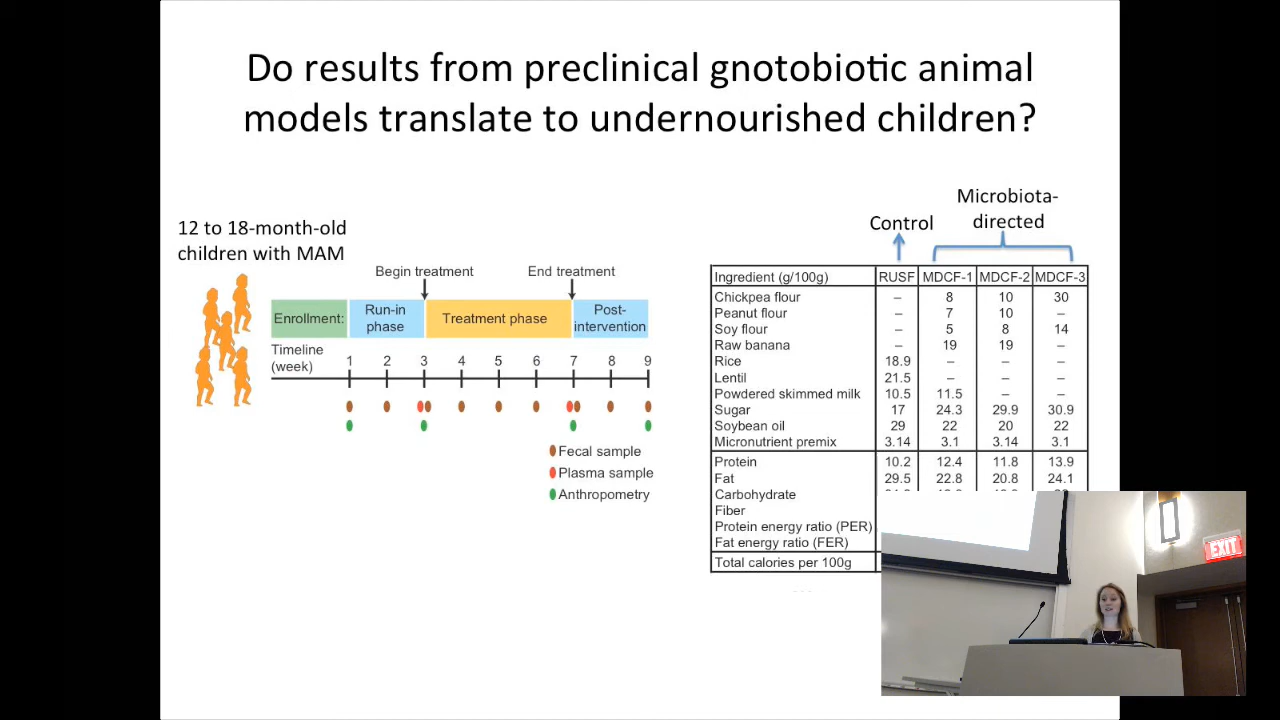 Do results from preclinical gnotobiotic animal
models translate to undernourished children?
12 to 18-month-old
children with MAM
Begin treatment
End treatment
Enrollment:
Run-in
phase
Treatment phase
Post-
intervention
Timeline
(week)
1 2 3 4 5 6 7 8 9
Fecal sample
Plasma sample
Anthropometry
Control
Microbiota-
directed
Ingredient (g/100g) RUSF MDCF-1 MDCF-2 MDCF-3
Chickpea flour – 8 10 30
Peanut flour – 7 10 –
Soy flour – 5 8 14
Raw banana – 19 19 –
Rice 18.9 – – –
Lentil 21.5 – – –
Powdered skimmed milk 10.5 11.5 – –
Sugar 17 24.3 29.9 30.9
Soybean oil 29 22 20 22
Micronutrient premix 3.14 3.1 3.14 3.1
Protein 10.2 12.4 11.8 13.9
Fat 29.5 22.8 20.8 24.1
Carbohydrate
Fiber
Protein energy ratio (PER)
Fat energy ratio (FER)
Total calories per 100g
EXIT